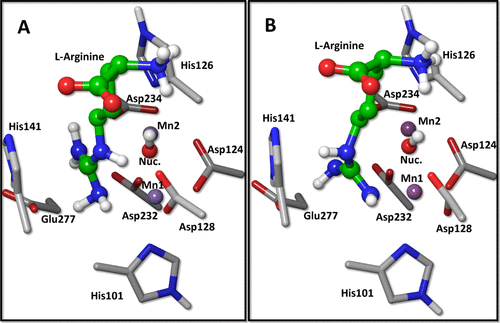 A
L-Arginine
His126
Asp234
His141
Mn2
Asp124
Nuc.
Mn1
Glu277
Asp232
Asp128
His101
B
L-Arginine
His126
Asp234
His141
Mn2
Asp124
Nuc.
Mn1
Glu277
Asp232
Asp128
His101